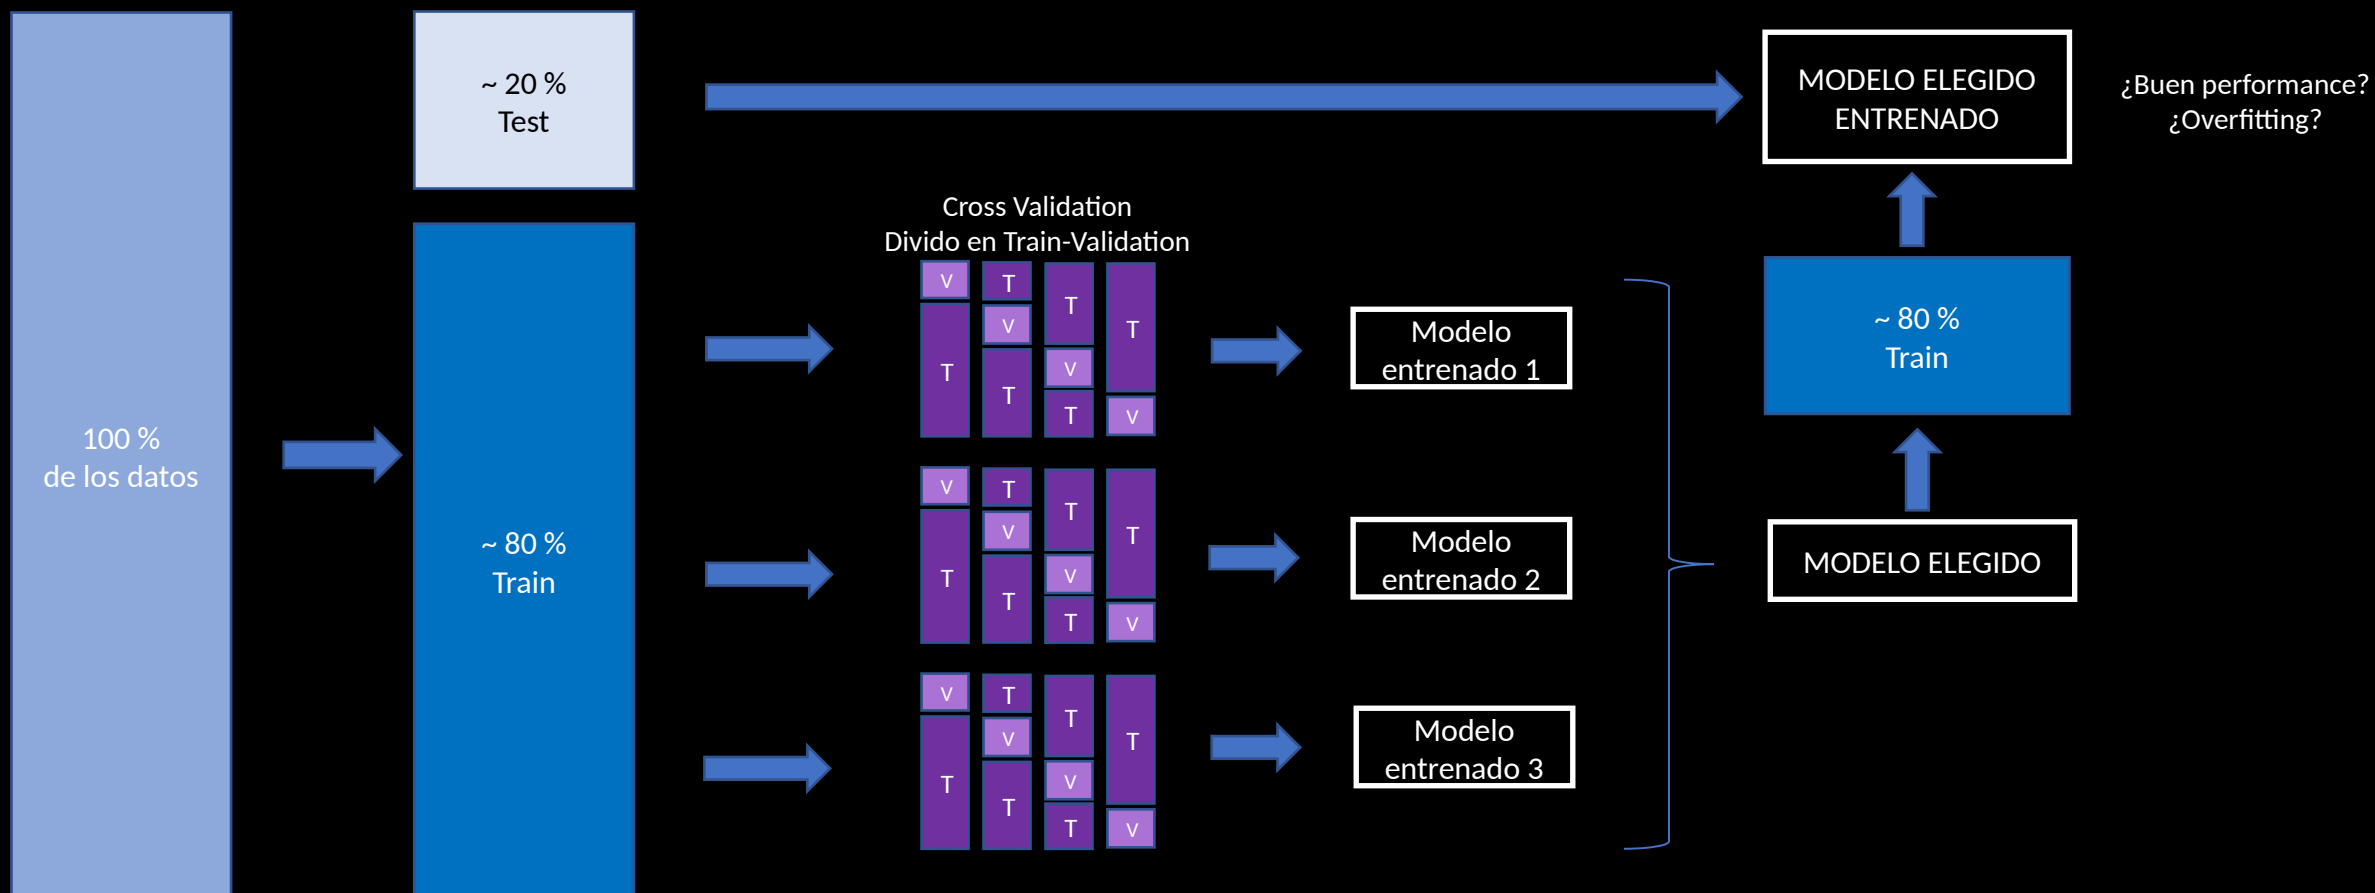 ~ 20 %
Test
MODELO ELEGIDO
ENTRENADO
¿Buen performance?
¿Overfitting?
100 %
de los datos
~ 80 %
Train
Cross Validation
Divido en Train-Validation
V
T
T
V
T
T
V
T
T
V
Modelo
entrenado 1
V
T
T
V
T
T
V
T
T
V
Modelo
entrenado 2
V
T
T
V
T
T
V
T
T
V
Modelo
entrenado 3
~ 80 %
Train
MODELO ELEGIDO